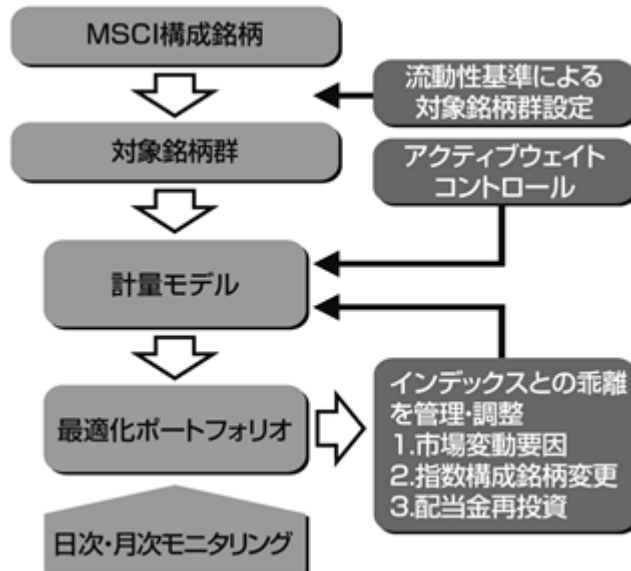 MSCI構成銘柄
流動性基準による
対象銘柄群設定
対象銘柄群
アクティブウェイト
コントロール
計量モデル
最適化ポートフォリオ
インデックスとの乖離
を管理・調整
1.市場変動要因
2.指数構成銘柄変更
3.配当金再投資
日次・月次モニタリング